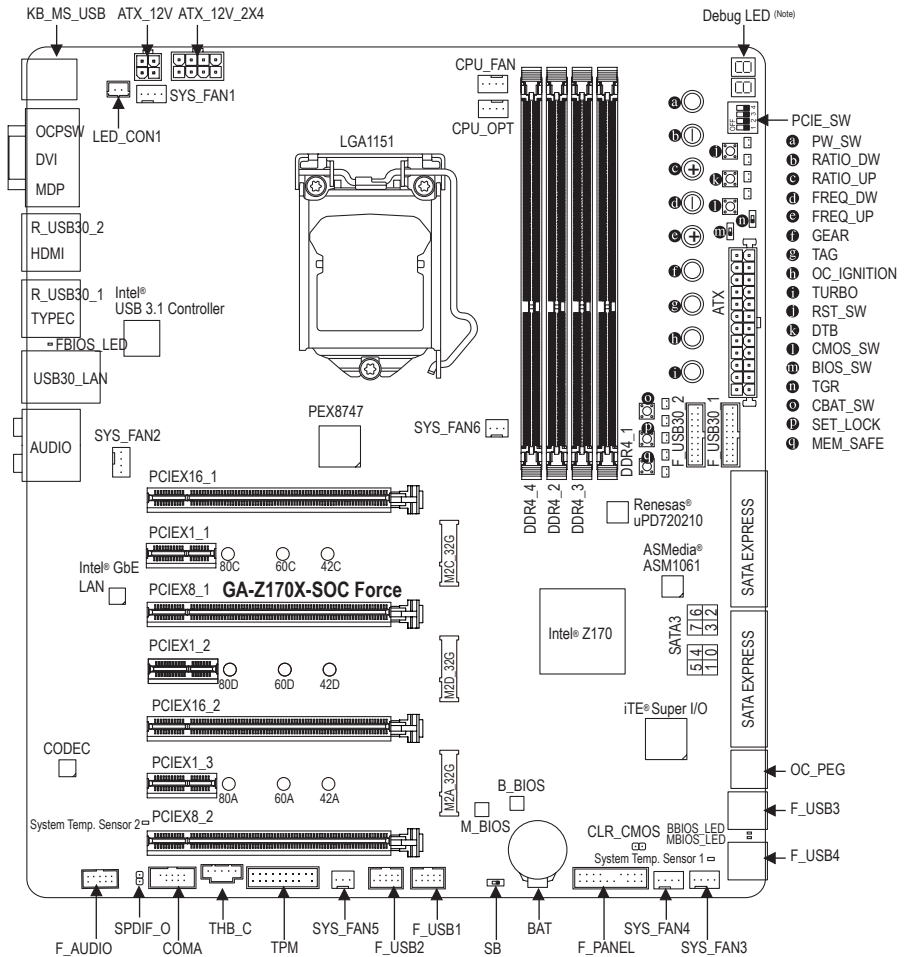 KB_MS_USB
ATX_12V
ATX_12V_2X4
Debug LED (Note)
CPU_FAN
SYS_FAN1
LED_CON1
CPU_OPT
LGA1151
OCPSW
DVI
MDP
R_USB30_2
HDMI
R_USB30_1
TYPEC
Intel®
USB 3.1 Controller
FBIOS_LED
USB30_LAN
AUDIO
SYS_FAN2
PEX8747
SYS_FAN6
OFF
1 2 3 4
PCIE_SW
a PW_SW
b RATIO_DW
c RATIO_UP
d FREQ_DW
e FREQ_UP
f GEAR
g TAG
h OC_IGNITION
i TURBO
j RST_SW
k DTB
l CMOS_SW
m BIOS_SW
n TGR
o CBAT_SW
p SET_LOCK
q MEM_SAFE
a
b
c
d
e
f
g
h
i
j
k
l
m
n
o
p
q
ATX
F_USB30_2
F_USB30_1
DDR4_4
DDR4_2
DDR4_3
DDR4_1
Renesas®
uPD720210
ASMedia®
ASM1061
SATA EXPRESS
SATA EXPRESS
SATA3
7 6
3 2
5 4
1 0
Intel® Z170
iTE® Super I/O
PCIEX16_1
PCIEX1_1
80C
60C
42C
M2C_32G
Intel® GbE
LAN
GA-Z170X-SOC Force
PCIEX8_1
PCIEX1_2
80D
60D
42D
M2D_32G
PCIEX16_2
CODEC
PCIEX1_3
80A
60A
42A
M2A_32G
System Temp. Sensor 2
PCIEX8_2
B_BIOS
M_BIOS
CLR_CMOS
BBIOS_LED
MBIOS_LED
System Temp. Sensor 1
OC_PEG
F_USB3
F_USB4
F_AUDIO
SPDIF_O
COMA
THB_C
TPM
SYS_FAN5
F_USB2
F_USB1
SB
BAT
F_PANEL
SYS_FAN4
SYS_FAN3